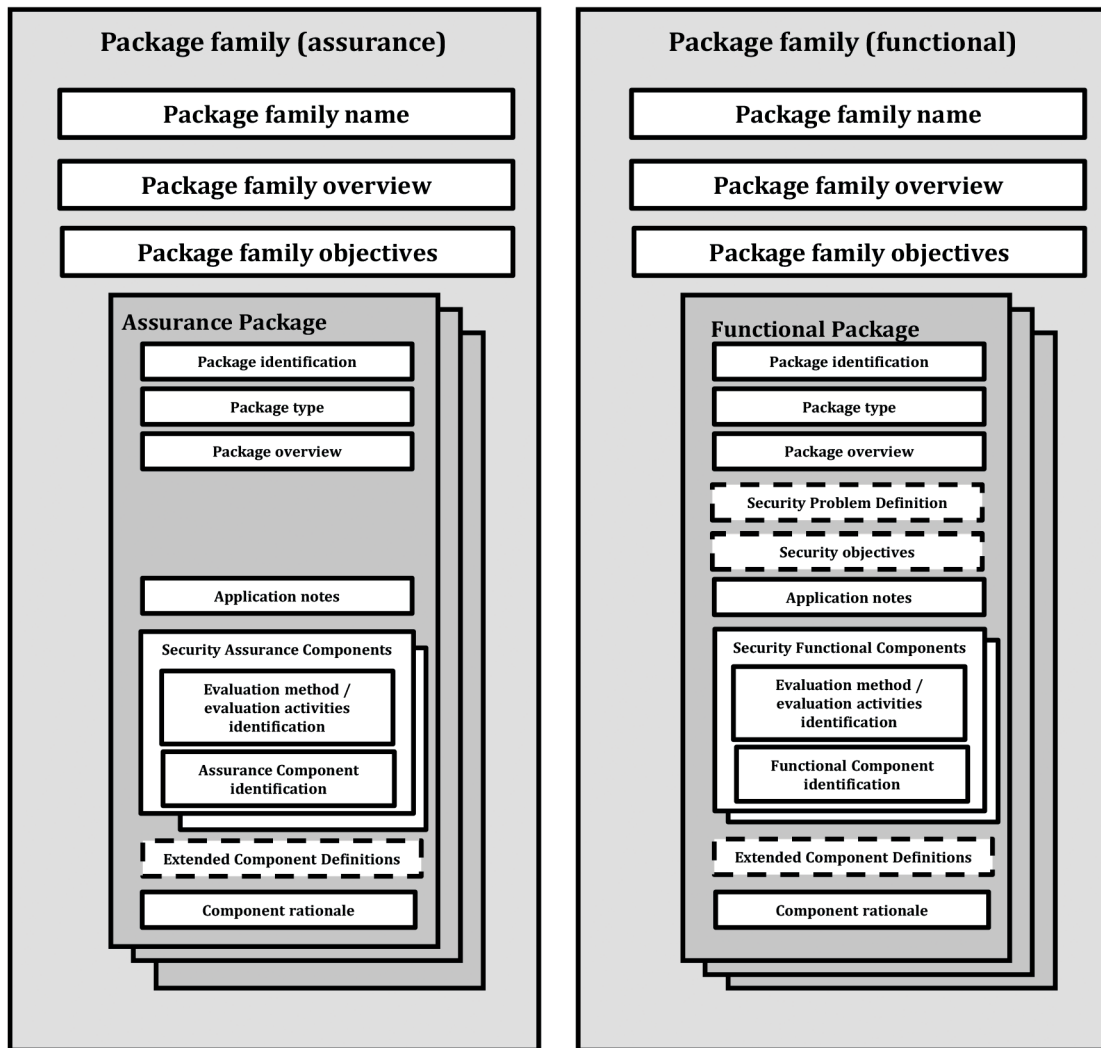 Package family (assurance)
Package family name
Package family overview
Package family objectives
Assurance Package
Package identification
Package type
Package overview
Application notes
Security Assurance Components
Evaluation method /
evaluation activities
identification
Assurance Component
identification
Extended Component Definitions
Component rationale
Package family (functional)
Package family name
Package family overview
Package family objectives
Functional Package
Package identification
Package type
Package overview
Security Problem Definition
Security objectives
Application notes
Security Functional Components
Evaluation method /
evaluation activities
identification
Functional Component
identification
Extended Component Definitions
Component rationale